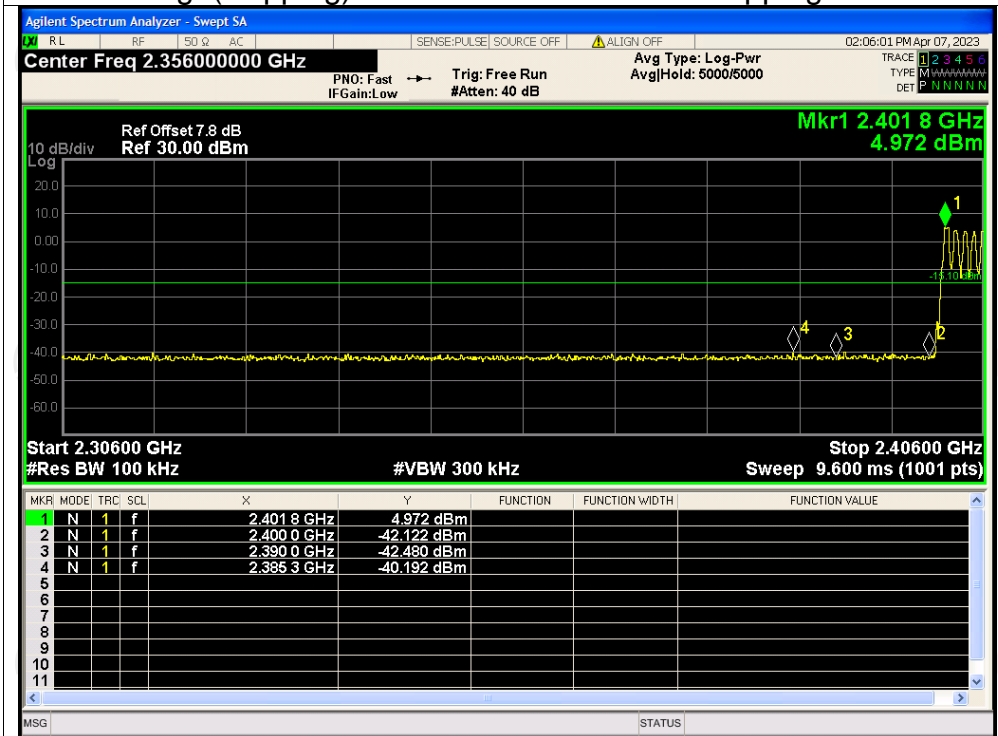 Agilent Spectrum Analyzer - Swept SA
LXI RL RF 50 Ω AC SENSE:PULSE SOURCE OFF ALIGN OFF 02:06:01 PM Apr 07, 2023
Center Freq 2.356000000 GHz
PNO: Fast
IFGain:Low
Trig: Free Run
#Atten: 40 dB
Avg Type: Log-Pwr
Avg|Hold: 5000/5000
TRACE 1 2 3 4 5 6
TYPE M
DET P N N N N N
Mkr1 2.401 8 GHz
4.972 dBm
Ref Offset 7.8 dB
10 dB/div Ref 30.00 dBm
Log
20.0
10.0
0.00
-10.0
-20.0
-30.0
-40.0
-50.0
-60.0
1
-15.10 dBm
4
3
2
Start 2.30600 GHz Stop 2.40600 GHz
#Res BW 100 kHz #VBW 300 kHz Sweep 9.600 ms (1001 pts)
MKR MODE TRC SCL X Y FUNCTION FUNCTION WIDTH FUNCTION VALUE
1 N 1 f 2.401 8 GHz 4.972 dBm
2 N 1 f 2.400 0 GHz -42.122 dBm
3 N 1 f 2.390 0 GHz -42.480 dBm
4 N 1 f 2.385 3 GHz -40.192 dBm
5
6
7
8
9
10
11
MSG STATUS